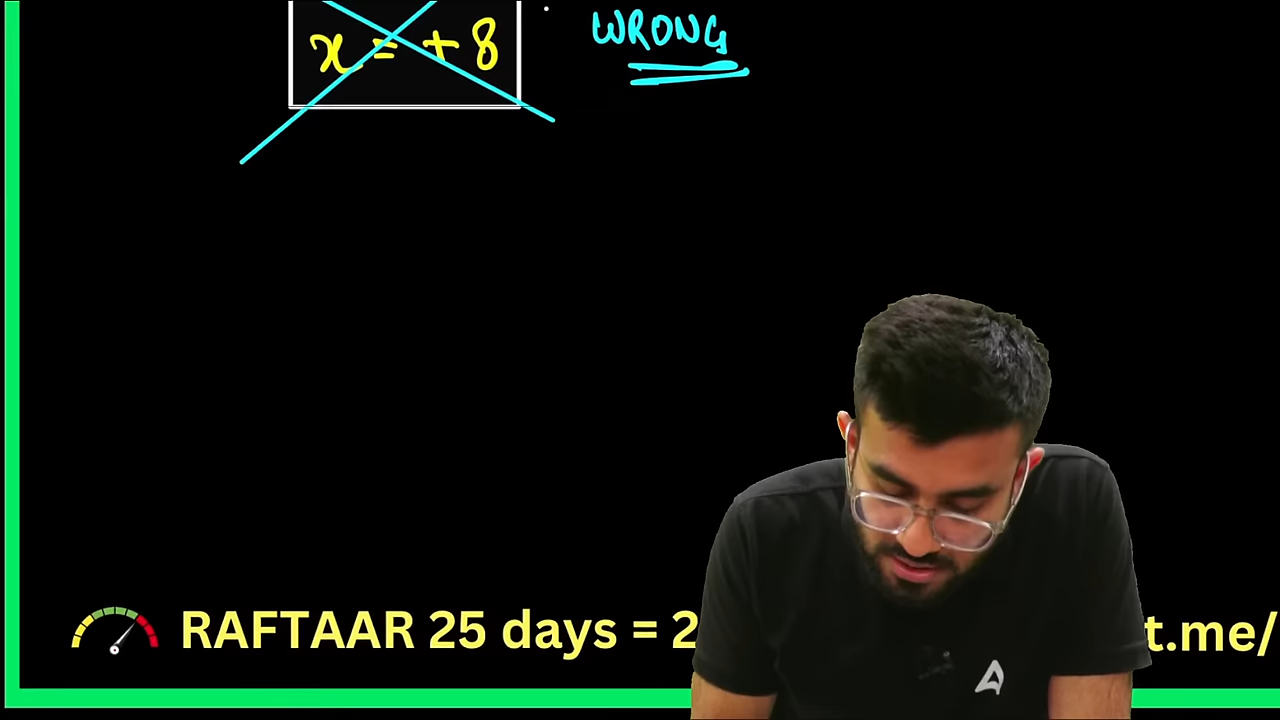 x = + 8
WRONG
RAFTAAR 25 days = 2
t.me/